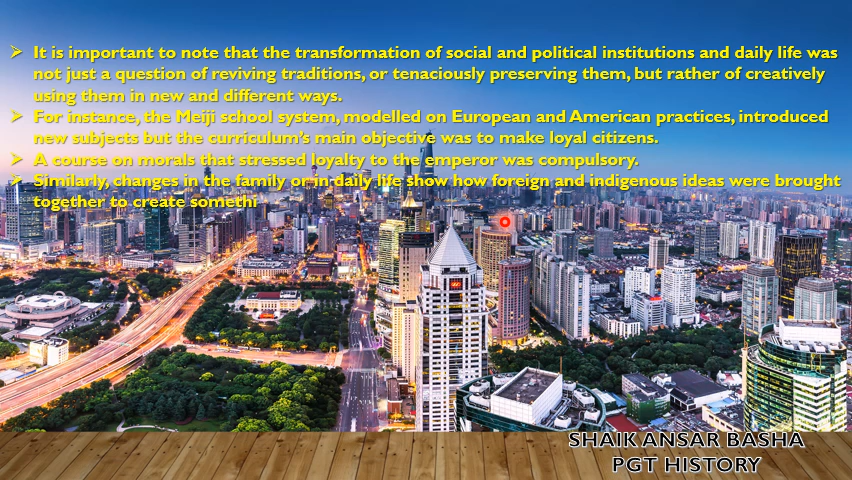 ➢ It is important to note that the transformation of social and political institutions and daily life was
not just a question of reviving traditions, or tenaciously preserving them, but rather of creatively
using them in new and different ways.
➢ For instance, the Meiji school system, modelled on European and American practices, introduced
new subjects but the curriculum's main objective was to make loyal citizens.
➢ A course on morals that stressed loyalty to the emperor was compulsory.
➢ Similarly, changes in the family or in daily life show how foreign and indigenous ideas were brought
together to create somethi
SHAIK ANSAR BASHA
PGT HISTORY